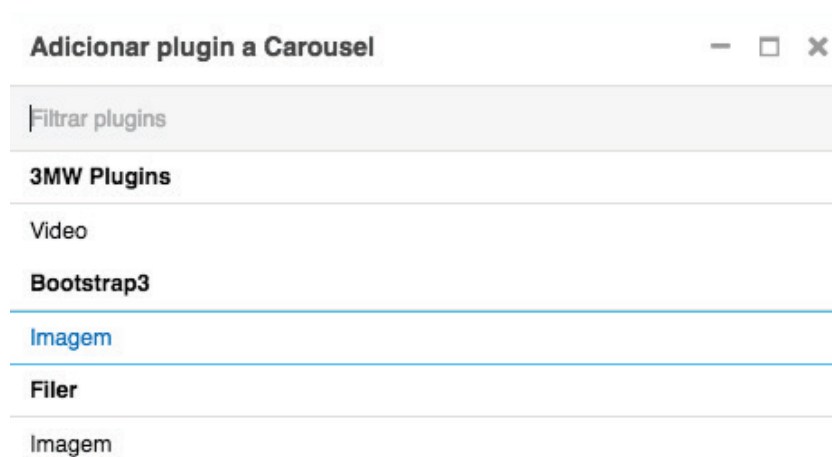 Adicionar plugin a Carousel
Filtrar plugins
3MW Plugins
Video
Bootstrap3
Imagem
Filer
Imagem